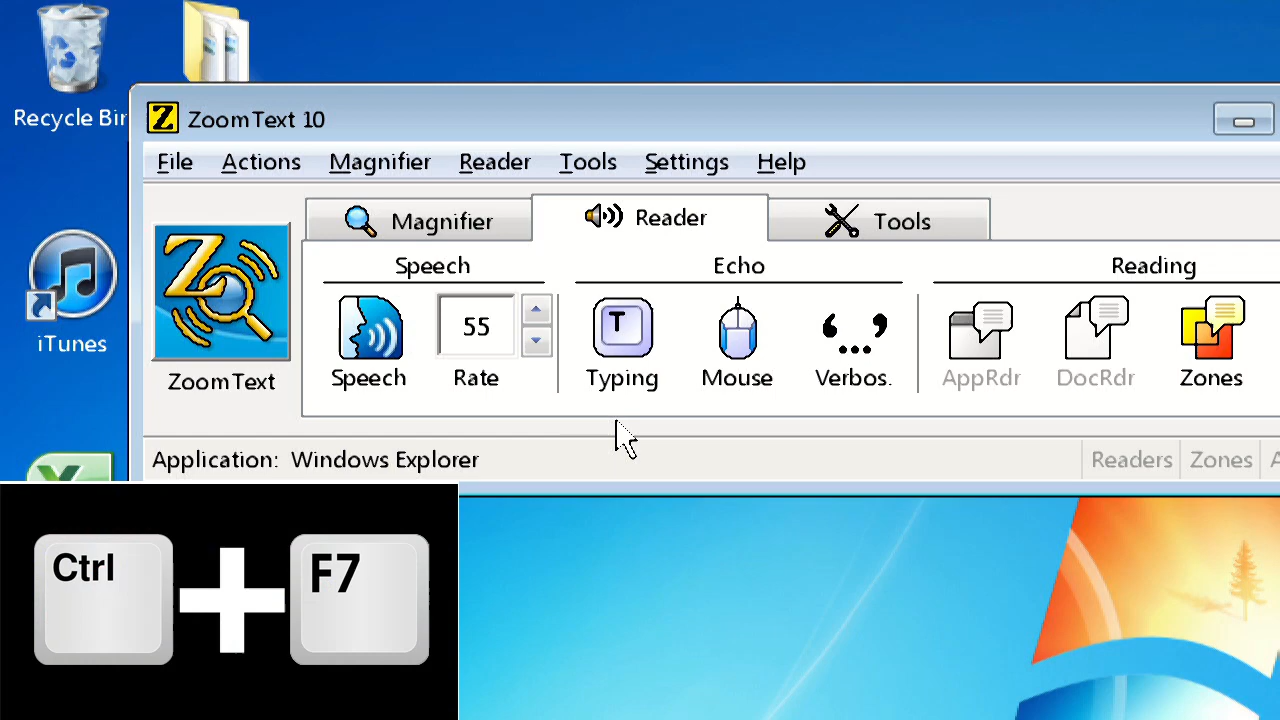 Recycle Bin
ZoomText 10
File Actions Magnifier Reader Tools Settings Help
Magnifier Reader Tools
Speech Echo Reading
T
55
Speech Rate Typing Mouse Verbos. AppRdr DocRdr Zones
ZoomText
iTunes
Application: Windows Explorer Readers Zones A
Ctrl + F7